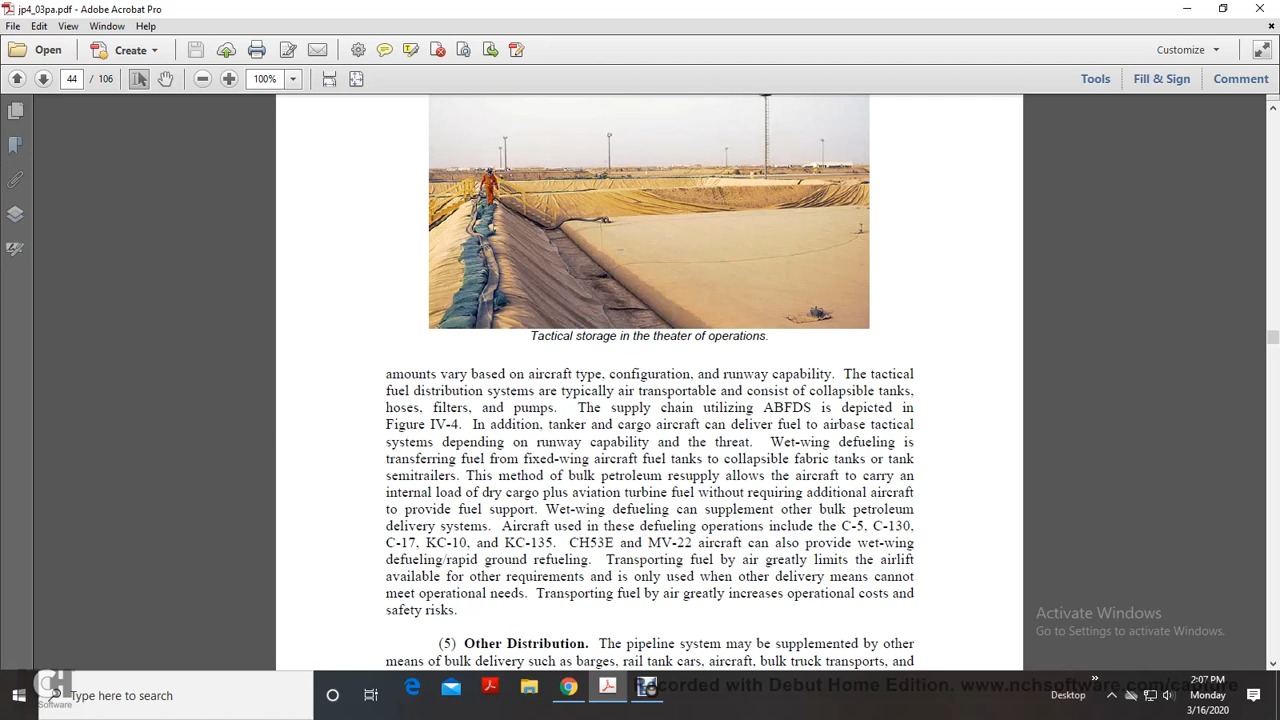 jp4_03pa.pdf - Adobe Acrobat Pro
File Edit View Window Help
Open Create Customize
44 / 106 100% Tools Fill & Sign Comment
Tactical storage in the theater of operations.
amounts vary based on aircraft type, configuration, and runway capability. The tactical
fuel distribution systems are typically air transportable and consist of collapsible tanks,
hoses, filters, and pumps. The supply chain utilizing ABFDS is depicted in
Figure IV-4. In addition, tanker and cargo aircraft can deliver fuel to airbase tactical
systems depending on runway capability and the threat. Wet-wing defueling is
transferring fuel from fixed-wing aircraft fuel tanks to collapsible fabric tanks or tank
semitrailers. This method of bulk petroleum resupply allows the aircraft to carry an
internal load of dry cargo plus aviation turbine fuel without requiring additional aircraft
to provide fuel support. Wet-wing defueling can supplement other bulk petroleum
delivery systems. Aircraft used in these defueling operations include the C-5, C-130,
C-17, KC-10, and KC-135. CH53E and MV-22 aircraft can also provide wet-wing
defueling/rapid ground refueling. Transporting fuel by air greatly limits the airlift
available for other requirements and is only used when other delivery means cannot
meet operational needs. Transporting fuel by air greatly increases operational costs and
safety risks.
(5) Other Distribution. The pipeline system may be supplemented by other
means of bulk delivery such as barges, rail tank cars, aircraft, bulk truck transports, and
Activate Windows
Go to Settings to activate Windows.
NCH Software
Type here to search
Recorded with Debut Home Edition. www.nchsoftware.com/capture
Desktop
2:07 PM
Monday
3/16/2020